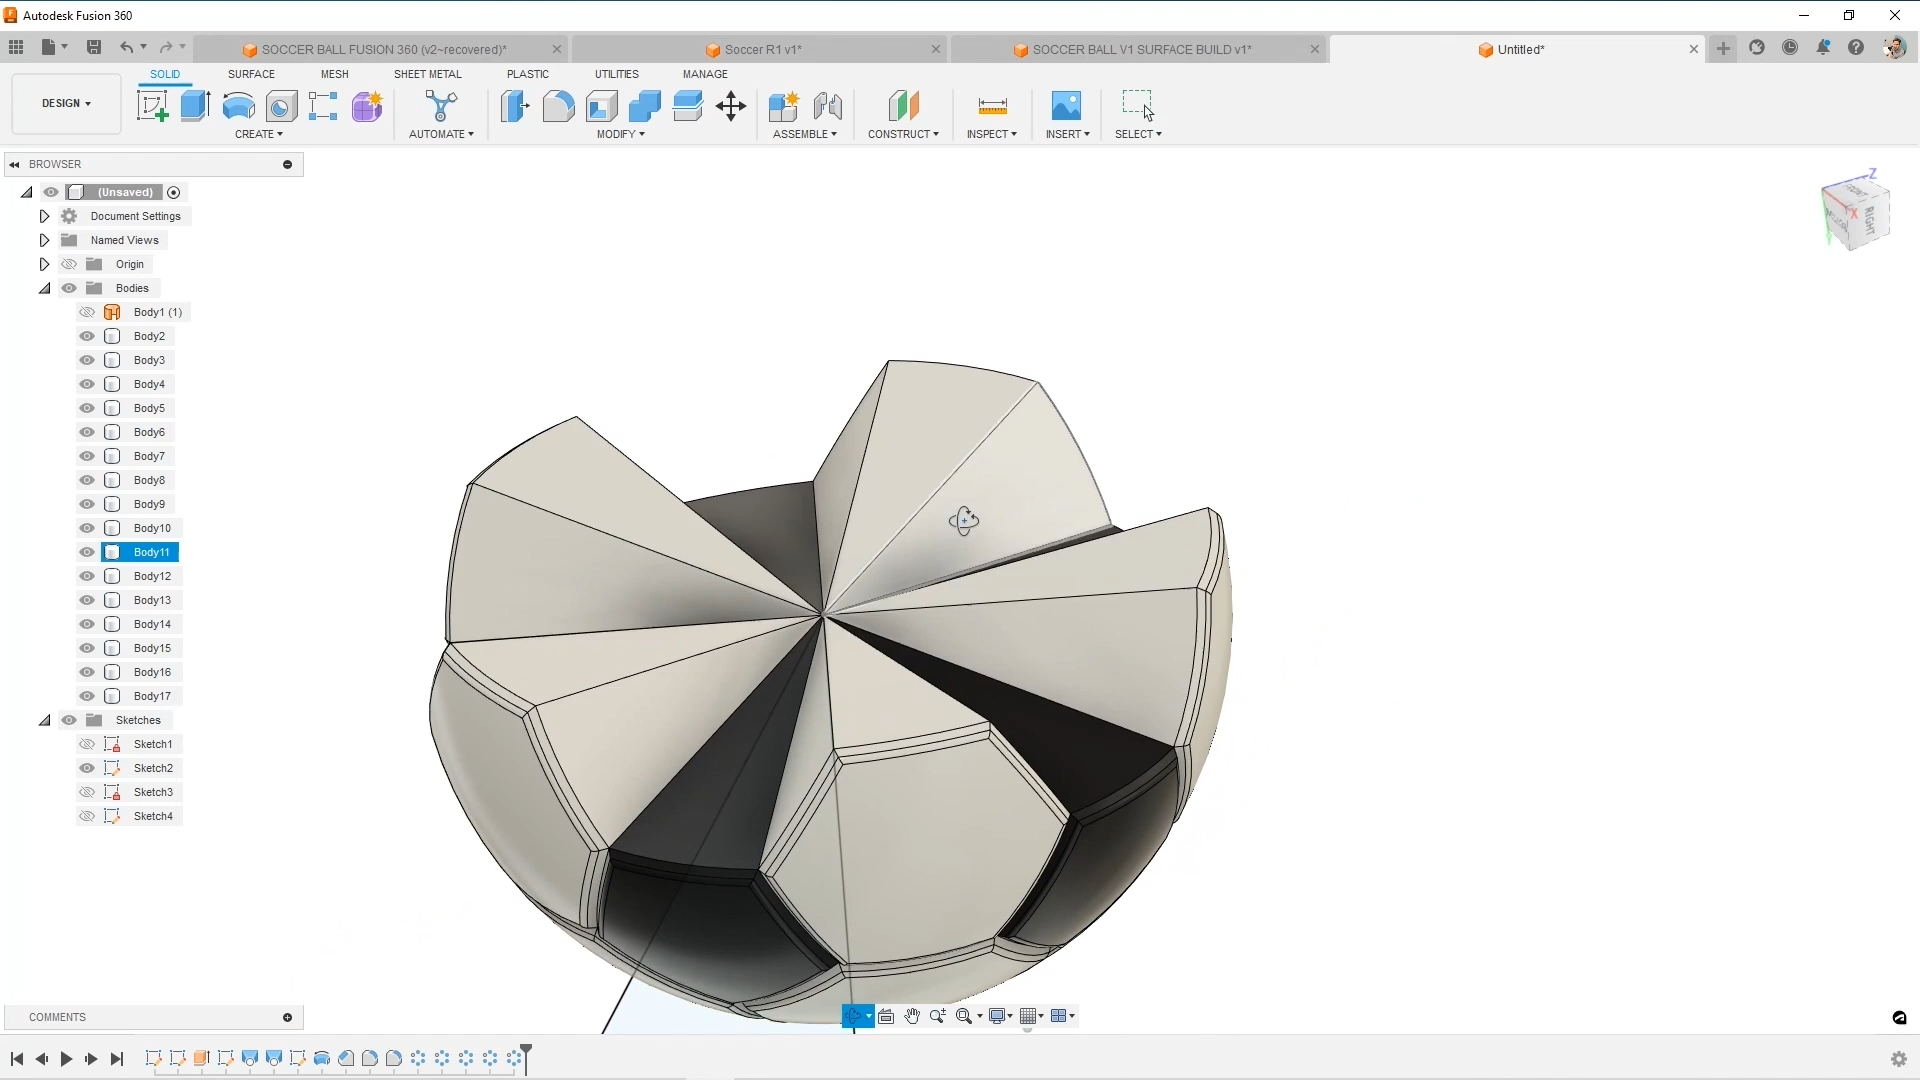 Autodesk Fusion 360
SOCCER BALL FUSION 360 (v2~recovered)*
Soccer R1 v1*
SOCCER BALL V1 SURFACE BUILD v1*
Untitled*
SOLID
SURFACE
MESH
SHEET METAL
PLASTIC
UTILITIES
MANAGE
DESIGN
CREATE
AUTOMATE
MODIFY
ASSEMBLE
CONSTRUCT
INSPECT
INSERT
SELECT
BROWSER
(Unsaved)
Document Settings
Named Views
Origin
Bodies
Body1 (1)
Body2
Body3
Body4
Body5
Body6
Body7
Body8
Body9
Body10
Body11
Body12
Body13
Body14
Body15
Body16
Body17
Sketches
Sketch1
Sketch2
Sketch3
Sketch4
Z
FRONT
X
RIGHT
Y
COMMENTS